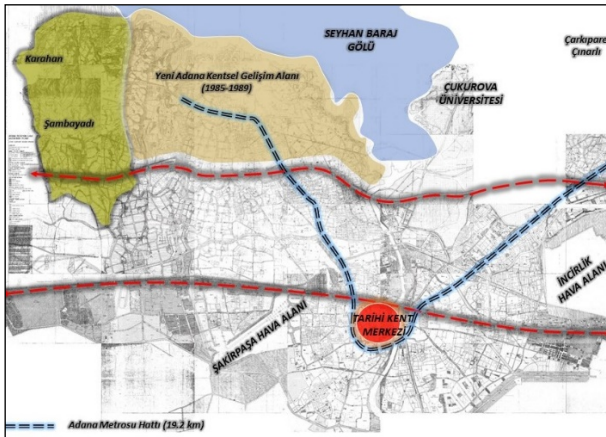 SEYHAN BARAJ
GÖLÜ
Çarkıpare
Çınarlı
Karahan
Yeni Adana Kentsel Gelişim Alanı
(1985-1989)
ÇUKUROVA
ÜNİVERSİTESİ
Şambayadı
İNCİRLİK
HAVA ALANI
ŞAKİRPAŞA HAVA ALANI
TARİHİ KENT
MERKEZİ
Adana Metrosu Hattı (19.2 km)